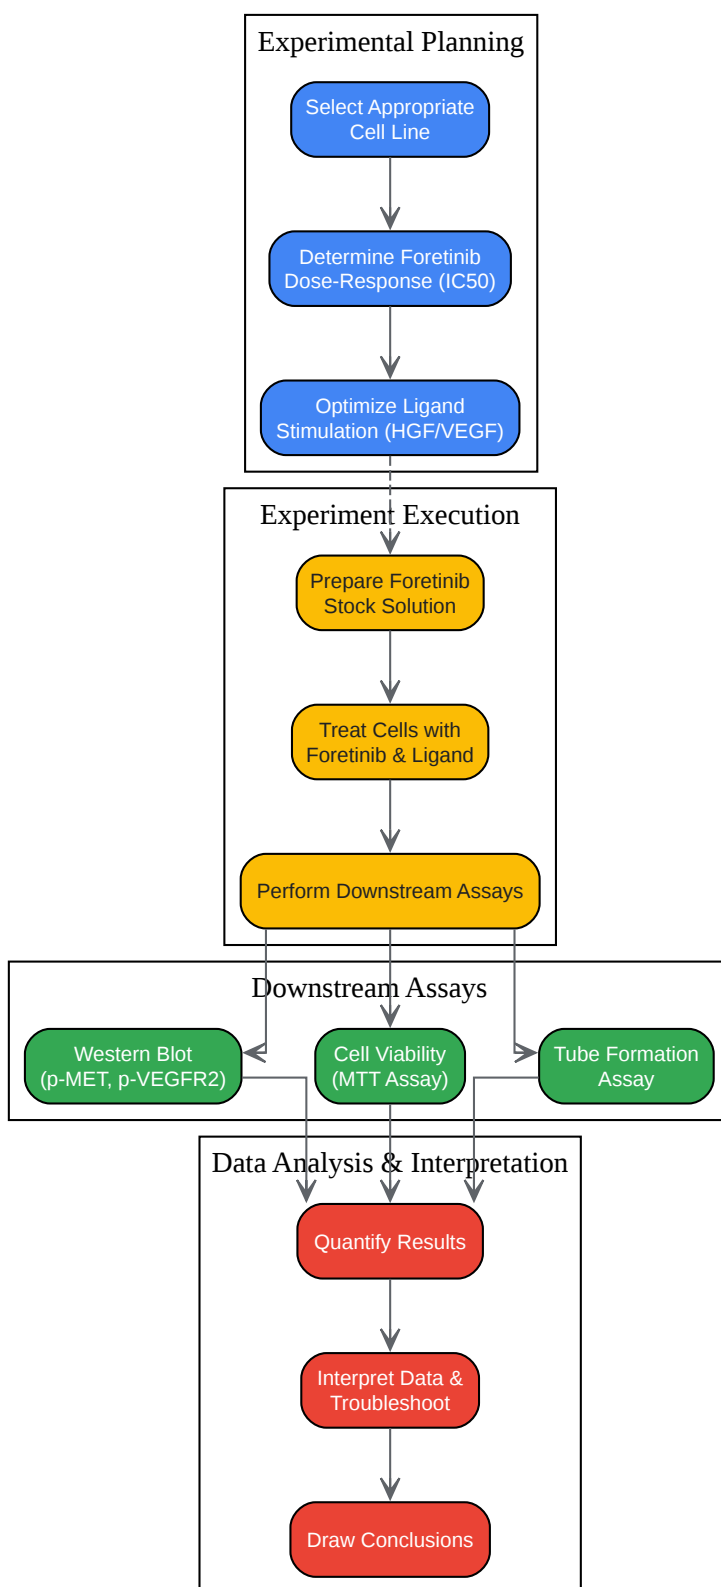 Experimental Planning
Select Appropriate
Cell Line
Determine Foretinib
Dose-Response (IC50)
Optimize Ligand
Stimulation (HGF/VEGF)
Experiment Execution
Prepare Foretinib
Stock Solution
Treat Cells with
Foretinib & Ligand
Perform Downstream Assays
Downstream Assays
Western Blot
(p-MET, p-VEGFR2)
Cell Viability
(MTT Assay)
Tube Formation
Assay
Data Analysis & Interpretation
Quantify Results
Interpret Data &
Troubleshoot
Draw Conclusions